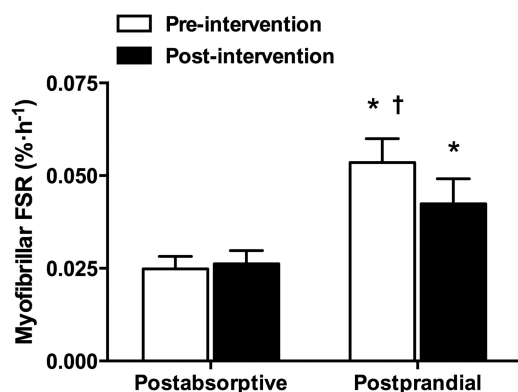 Pre-intervention
Post-intervention
Myofibrillar FSR (%·h⁻¹)
0.075
0.050
0.025
0.000
* †
*
Postabsorptive Postprandial